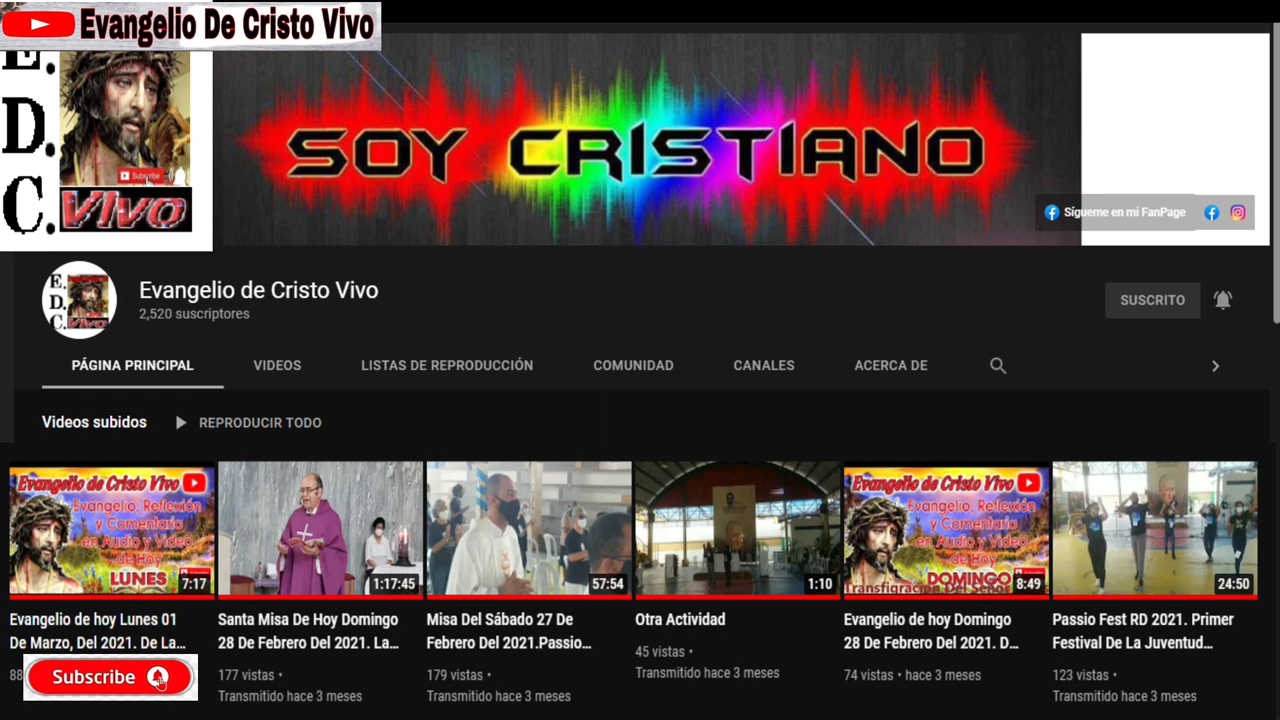 Evangelio De Cristo Vivo
E.
D.
C.
Subscribe
Vivo
SOY CRISTIANO
Sígueme en mi FanPage
Evangelio de Cristo Vivo
2,520 suscriptores
SUSCRITO
PÁGINA PRINCIPAL
VIDEOS
LISTAS DE REPRODUCCIÓN
COMUNIDAD
CANALES
ACERCA DE
Videos subidos
REPRODUCIR TODO
Evangelio de Cristo Vivo
Evangelio, Reflexión
y Comentario
en Audio y Video
de Hoy
LUNES
7:17
Evangelio de hoy Lunes 01
De Marzo, Del 2021. De La...
88
Subscribe
1:17:45
Santa Misa De Hoy Domingo
28 De Febrero Del 2021. La...
177 vistas •
Transmitido hace 3 meses
57:54
Misa Del Sábado 27 De
Febrero Del 2021.Passio...
179 vistas •
Transmitido hace 3 meses
1:10
Otra Actividad
45 vistas •
Transmitido hace 3 meses
Evangelio de Cristo Vivo
Evangelio, Reflexión
y Comentario
en Audio y Video
de Hoy
DOMINGO
Transfigración Del Señor
8:49
Evangelio de hoy Domingo
28 De Febrero Del 2021. D...
74 vistas • hace 3 meses
24:50
Passio Fest RD 2021. Primer
Festival De La Juventud...
123 vistas •
Transmitido hace 3 meses